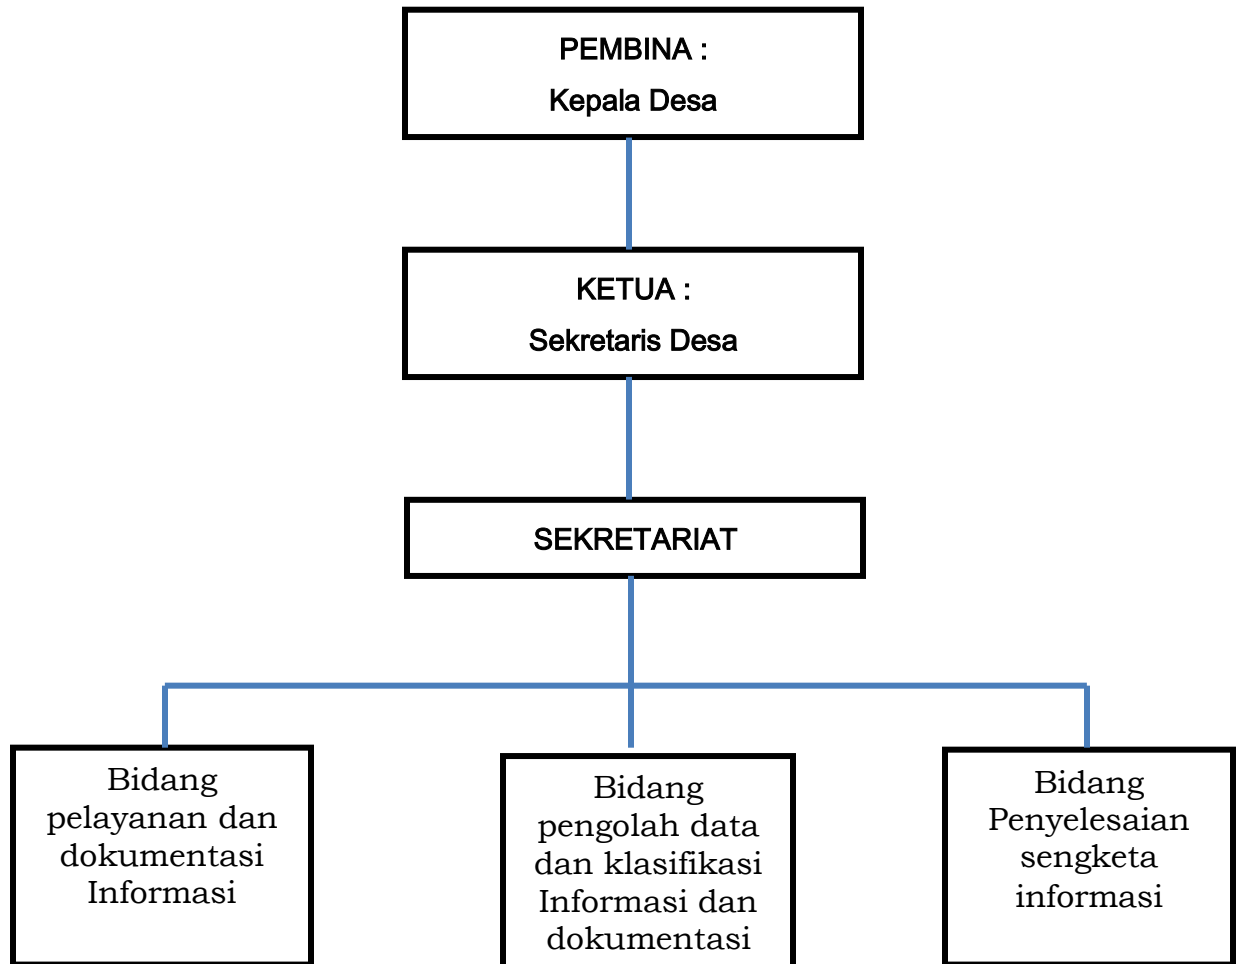 PEMBINA :
Kepala Desa
KETUA :
Sekretaris Desa
SEKRETARIAT
Bidang
pelayanan dan
dokumentasi
Informasi
Bidang
pengolah data
dan klasifikasi
Informasi dan
dokumentasi
Bidang
Penyelesaian
sengketa
informasi